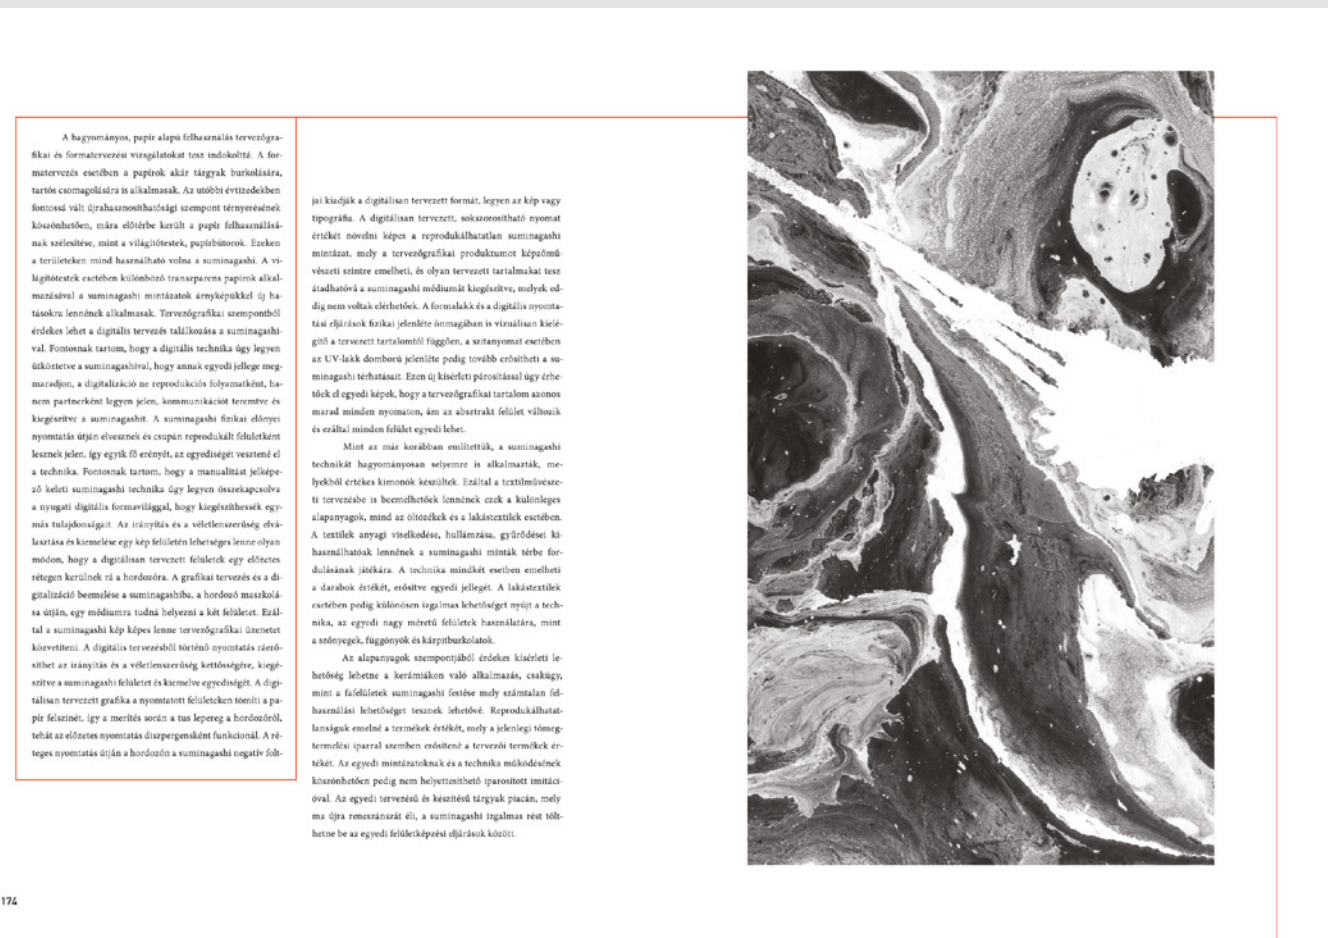 A hagyományos, papír alapú felhasználás tervezőgra-
fikai és formatervezési vizsgálatokat tesz indokolttá. A for-
matervezés esetében a papírok akár tárgyak burkolására,
tartós csomagolására is alkalmasak. Az utóbbi évtizedekben
fontossá vált újrahasznosíthatósági szempont térnyerésének
köszönhetően, mára előtérbe került a papír felhasználásá-
nak szélesítése, mint a világítótestek, papírbútorok. Ezeken
a területeken mind használható volna a suminagashi. A vi-
lágítótestek esetében különböző transzparens papírok alkal-
mazásával a suminagashi mintázatok árnyképükkel új ha-
tásokra lennének alkalmasak. Tervezőgrafikai szempontból
érdekes lehet a digitális tervezés találkozása a suminagashi-
val. Fontosnak tartom, hogy a digitális technika úgy legyen
ütköztetve a suminagashival, hogy annak egyedi jellege meg-
maradjon, a digitalizáció ne reprodukciós folyamatként, ha-
nem partnerként legyen jelen, kommunikációt teremtve és
kiegészítve a suminagashit. A suminagashi fizikai előnyei
nyomtatás útján elvesznek és csupán reprodukált felületként
lesznek jelen, így egyik fő erényét, az egyediségét vesztené el
a technika. Fontosnak tartom, hogy a manualitást jelképe-
ző keleti suminagashi technika úgy legyen összekapcsolva
a nyugati digitális formavilággal, hogy kiegészíthessék egy-
más tulajdonságait. Az irányítás és a véletlenszerűség elvá-
lasztása és kiemelése egy kép felületén lehetséges lenne olyan
módon, hogy a digitálisan tervezett felületek egy előzetes
rétegen kerülnek rá a hordozóra. A grafikai tervezés és a di-
gitalizáció beemelése a suminagashiba, a hordozó maszkolá-
sa útján, egy médiumra tudná helyezni a két felületet. Ezál-
tal a suminagashi kép képes lenne tervezőgrafikai üzenetet
közvetíteni. A digitális tervezésből történő nyomtatás ráerő-
síthet az irányítás és a véletlenszerűség kettősségére, kiegé-
szítve a suminagashi felületet és kiemelve egyediségét. A digi-
tálisan tervezett grafika a nyomtatott felületeken tömíti a pa-
pír felszínét, így a merítés során a tus lepereg a hordozóról,
tehát az előzetes nyomtatás diszpergensként funkcionál. A ré-
teges nyomtatás útján a hordozón a suminagashi negatív folt-
jai kiadják a digitálisan tervezett formát, legyen az kép vagy
tipográfia. A digitálisan tervezett, sokszorosítható nyomat
értékét növelni képes a reprodukálhatatlan suminagashi
mintázat, mely a tervezőgrafikai produktumot képzőmű-
vészeti szintre emelheti, és olyan tervezett tartalmakat tesz
átadhatóvá a suminagashi médiumát kiegészítve, melyek ed-
dig nem voltak elérhetőek. A formalakk és a digitális nyomta-
tási eljárások fizikai jelenléte önmagában is vizuálisan kielé-
gítő a tervezett tartalomtól függően, a szitanyomat esetében
az UV-lakk domború jelenléte pedig tovább erősítheti a su-
minagashi térhatásait. Ezen új kísérleti párosítással úgy érhe-
tőek el egyedi képek, hogy a tervezőgrafikai tartalom azonos
marad minden nyomaton, ám az absztrakt felület változik
és ezáltal minden felület egyedi lehet.
Mint az már korábban említettük, a suminagashi
technikát hagyományosan selyemre is alkalmazták, me-
lyekből értékes kimonók készültek. Ezáltal a textilművésze-
ti tervezésbe is beemelhetőek lennének ezek a különleges
alapanyagok, mind az öltözékek és a lakástextilek esetében.
A textilek anyagi viselkedése, hullámzása, gyűrődései ki-
használhatóak lennének a suminagashi minták térbe for-
dulásának játékára. A technika mindkét esetben emelheti
a darabok értékét, erősítve egyedi jellegét. A lakástextilek
esetében pedig különösen izgalmas lehetőséget nyújt a tech-
nika, az egyedi nagy méretű felületek használatára, mint
a szőnyegek, függönyök és kárpitburkolatok.
Az alapanyagok szempontjából érdekes kísérleti le-
hetőség lehetne a kerámiákon való alkalmazás, csakúgy,
mint a fafelületek suminagashi festése mely számtalan fel-
használási lehetőséget tesznek lehetővé. Reprodukálhatat-
lanságuk emelné a termékek értékét, mely a jelenlegi tömeg-
termelési iparral szemben erősítené a tervezői termékek ér-
tékét. Az egyedi mintázatoknak és a technika működésének
köszönhetően pedig nem helyettesíthető iparosított imitáci-
óval. Az egyedi tervezésű és készítésű tárgyak piacán, mely
ma újra reneszánszát éli, a suminagashi izgalmas rést tölt-
hetne be az egyedi felületképzési eljárások között.
174